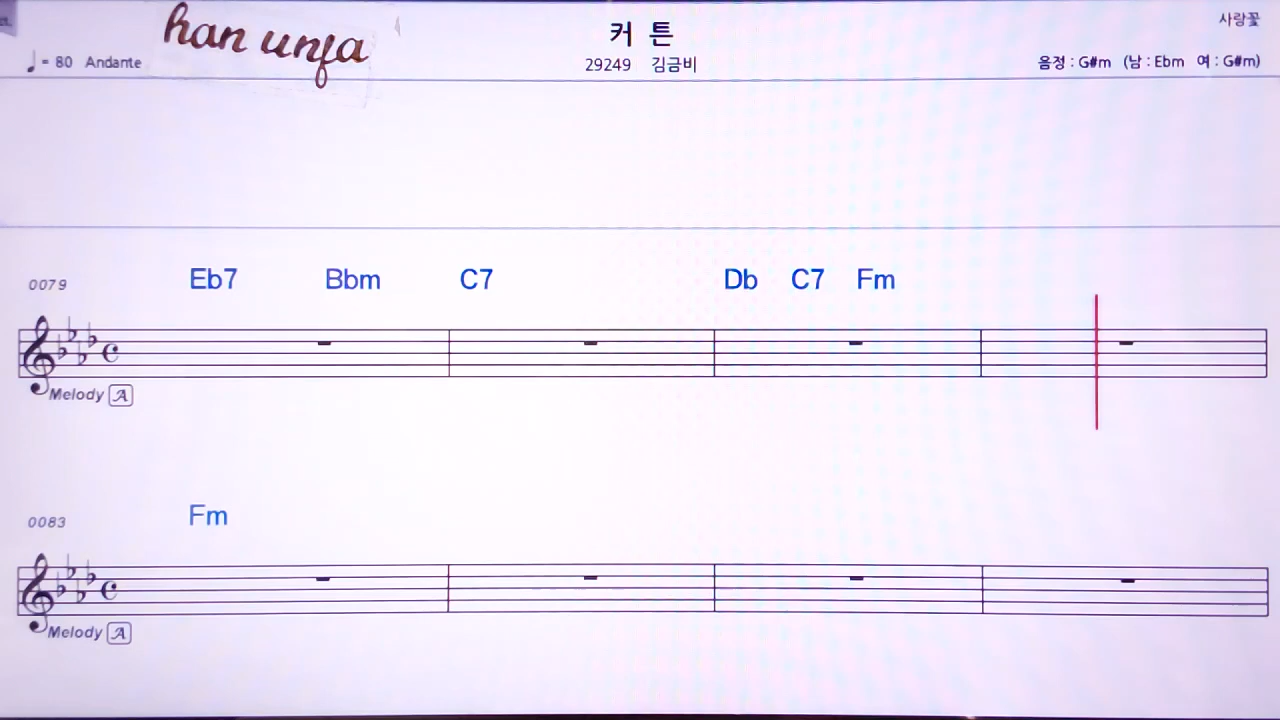 han unja
커 튼
사랑꽃
♩= 80 Andante
29249 김금비
음정 : G#m (남 : Ebm 여 : G#m)
0079 Eb7 Bbm C7 Db C7 Fm
Melody A
0083 Fm
Melody A